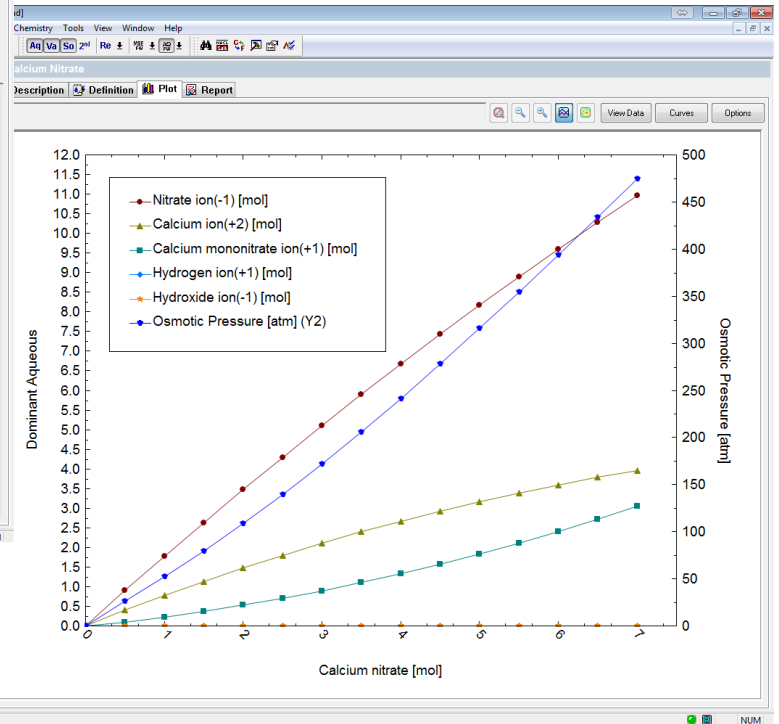 nd]
Chemistry Tools View Window Help
Aq Va So 2nd Re
alcium Nitrate
Description Definition Plot Report
View Data Curves Options
12.0
11.5
11.0
10.5
10.0
9.5
9.0
8.5
8.0
7.5
7.0
6.5
6.0
5.5
5.0
4.5
4.0
3.5
3.0
2.5
2.0
1.5
1.0
0.5
0.0
Dominant Aqueous
Nitrate ion(-1) [mol]
Calcium ion(+2) [mol]
Calcium mononitrate ion(+1) [mol]
Hydrogen ion(+1) [mol]
Hydroxide ion(-1) [mol]
Osmotic Pressure [atm] (Y2)
500
450
400
350
300
250
200
150
100
50
0
Osmotic Pressure [atm]
0 1 2 3 4 5 6 7
Calcium nitrate [mol]
NUM